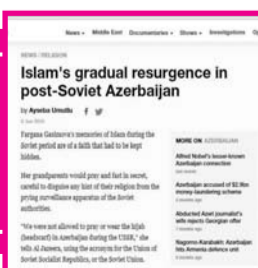 News Middle East Documentaries Shows Investigations
NEWS / RELIGION
Islam's gradual resurgence in
post-Soviet Azerbaijan
by Ayseba Umutlu
Fargana Gasimova's memories of Islam during the
Soviet period are of a faith that had to be kept
hidden.
Her grandparents would pray and fast in secret,
careful to disguise any hint of their religion from the
prying surveillance apparatus of the Soviet
authorities.
"We were not allowed to pray or wear the hijab
(headscarf) in Azerbaijan during the USSR," she
tells Al Jazeera, using the acronym for the Union of
Soviet Socialist Republics, or the Soviet Union.
MORE ON AZERBAIJAN
Alfred Nobel's lesser-known
Azerbaijan connection
Azerbaijan accused of $2.9bn
money-laundering scheme
Abducted Azeri journalist's
wife rejects Georgian offer
Nagorno-Karabakh: Azerbaijan
hits Armenia defence unit